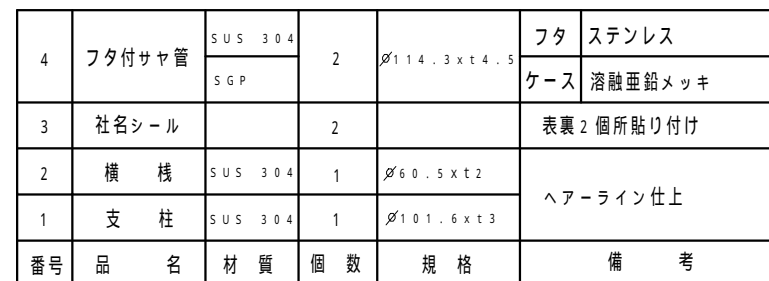 4 フタ付サヤ管 SUS 304 SGP 2 ø114.3xt4.5 フタ ステンレス ケース 溶融亜鉛メッキ
3 社名シール 2 表裏2個所貼り付け
2 横 桟 SUS 304 1 ø60.5xt2 ヘアーライン仕上
1 支 柱 SUS 304 1 ø101.6xt3
番号 品 名 材 質 個 数 規 格 備 考